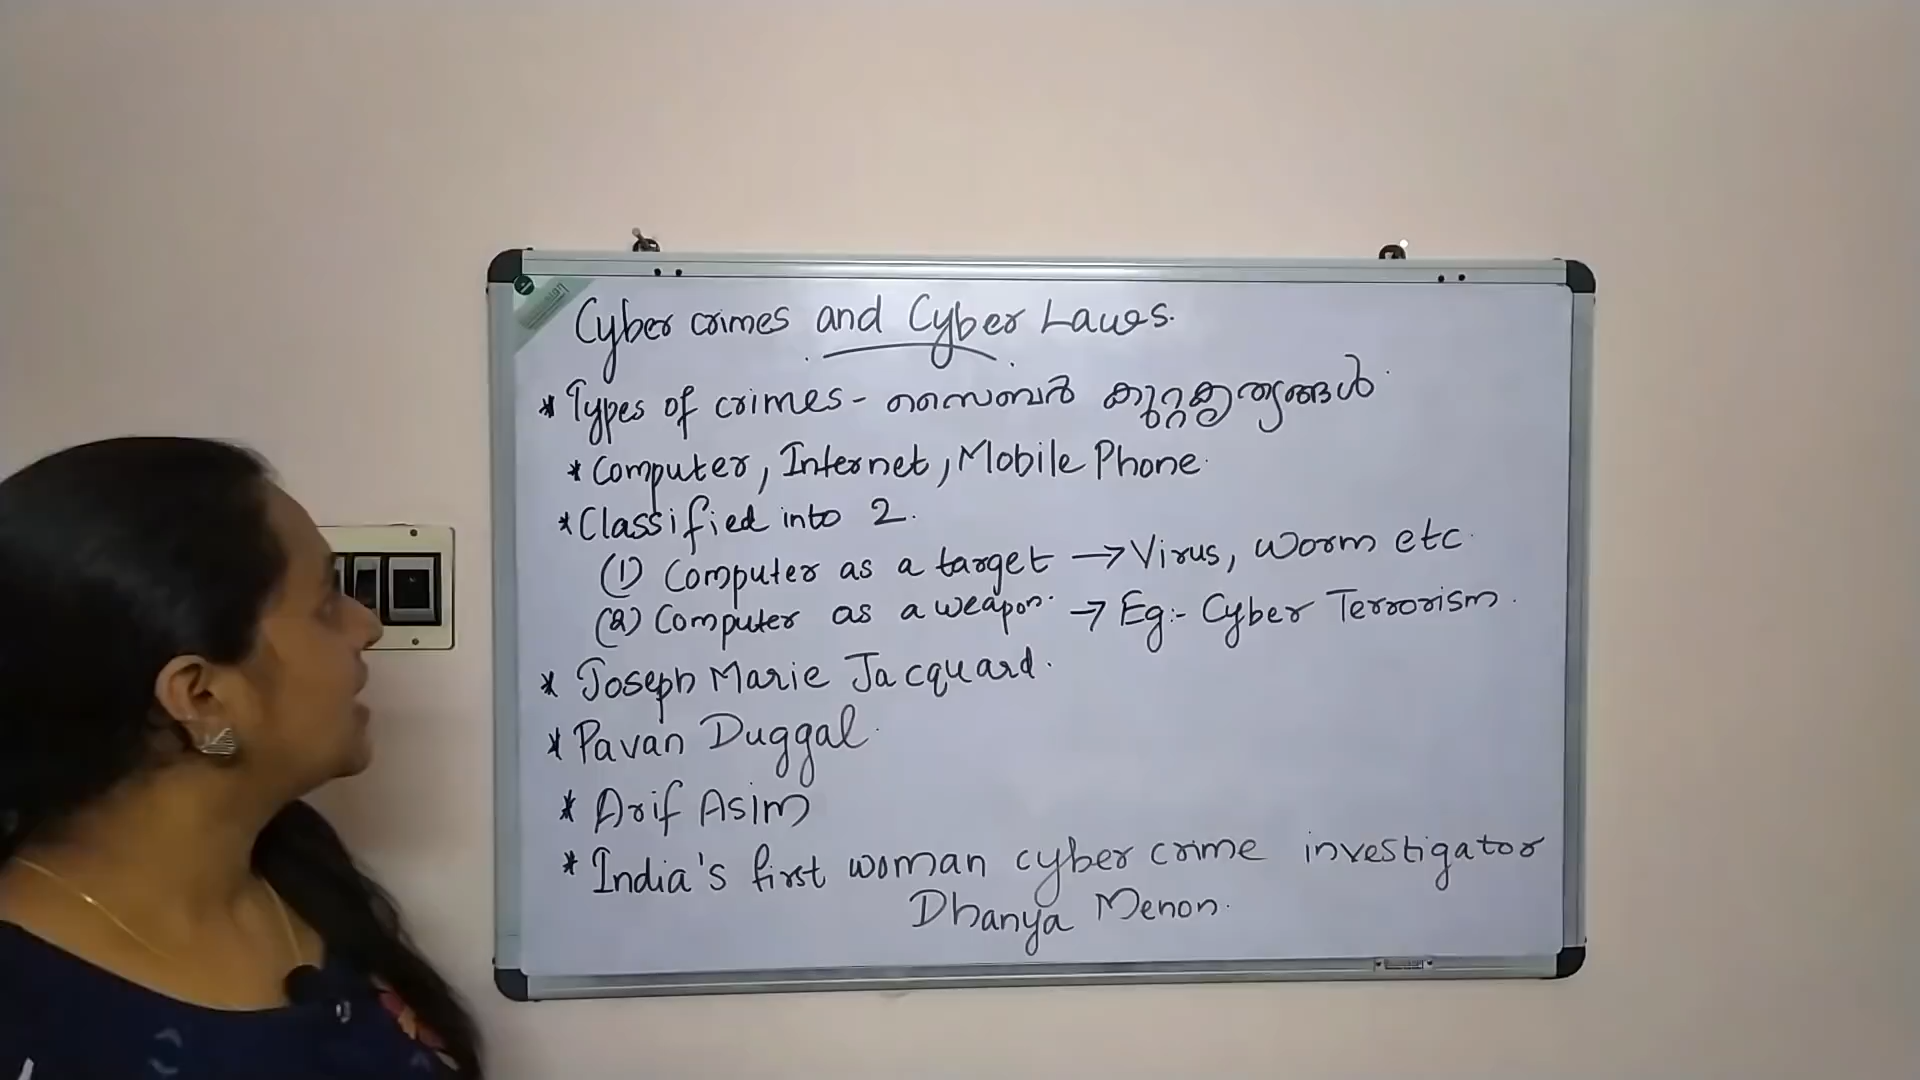 Cyber crimes and Cyber Laws.
* Types of crimes - സൈബർ കുറ്റകൃത്യങ്ങൾ
* Computer, Internet, Mobile Phone
* Classified into 2.
(1) Computer as a target → Virus, Worm etc
(2) Computer as a weapon. → Eg:- Cyber Terrorism.
* Joseph Marie Jacquard.
* Pavan Duggal
* Arif Asim
* India's first woman cyber crime investigator
Dhanya Menon.